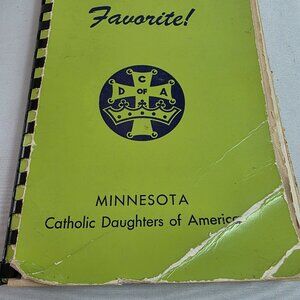 Favorite!
C
D OF A
MINNESOTA
Catholic Daughters of America